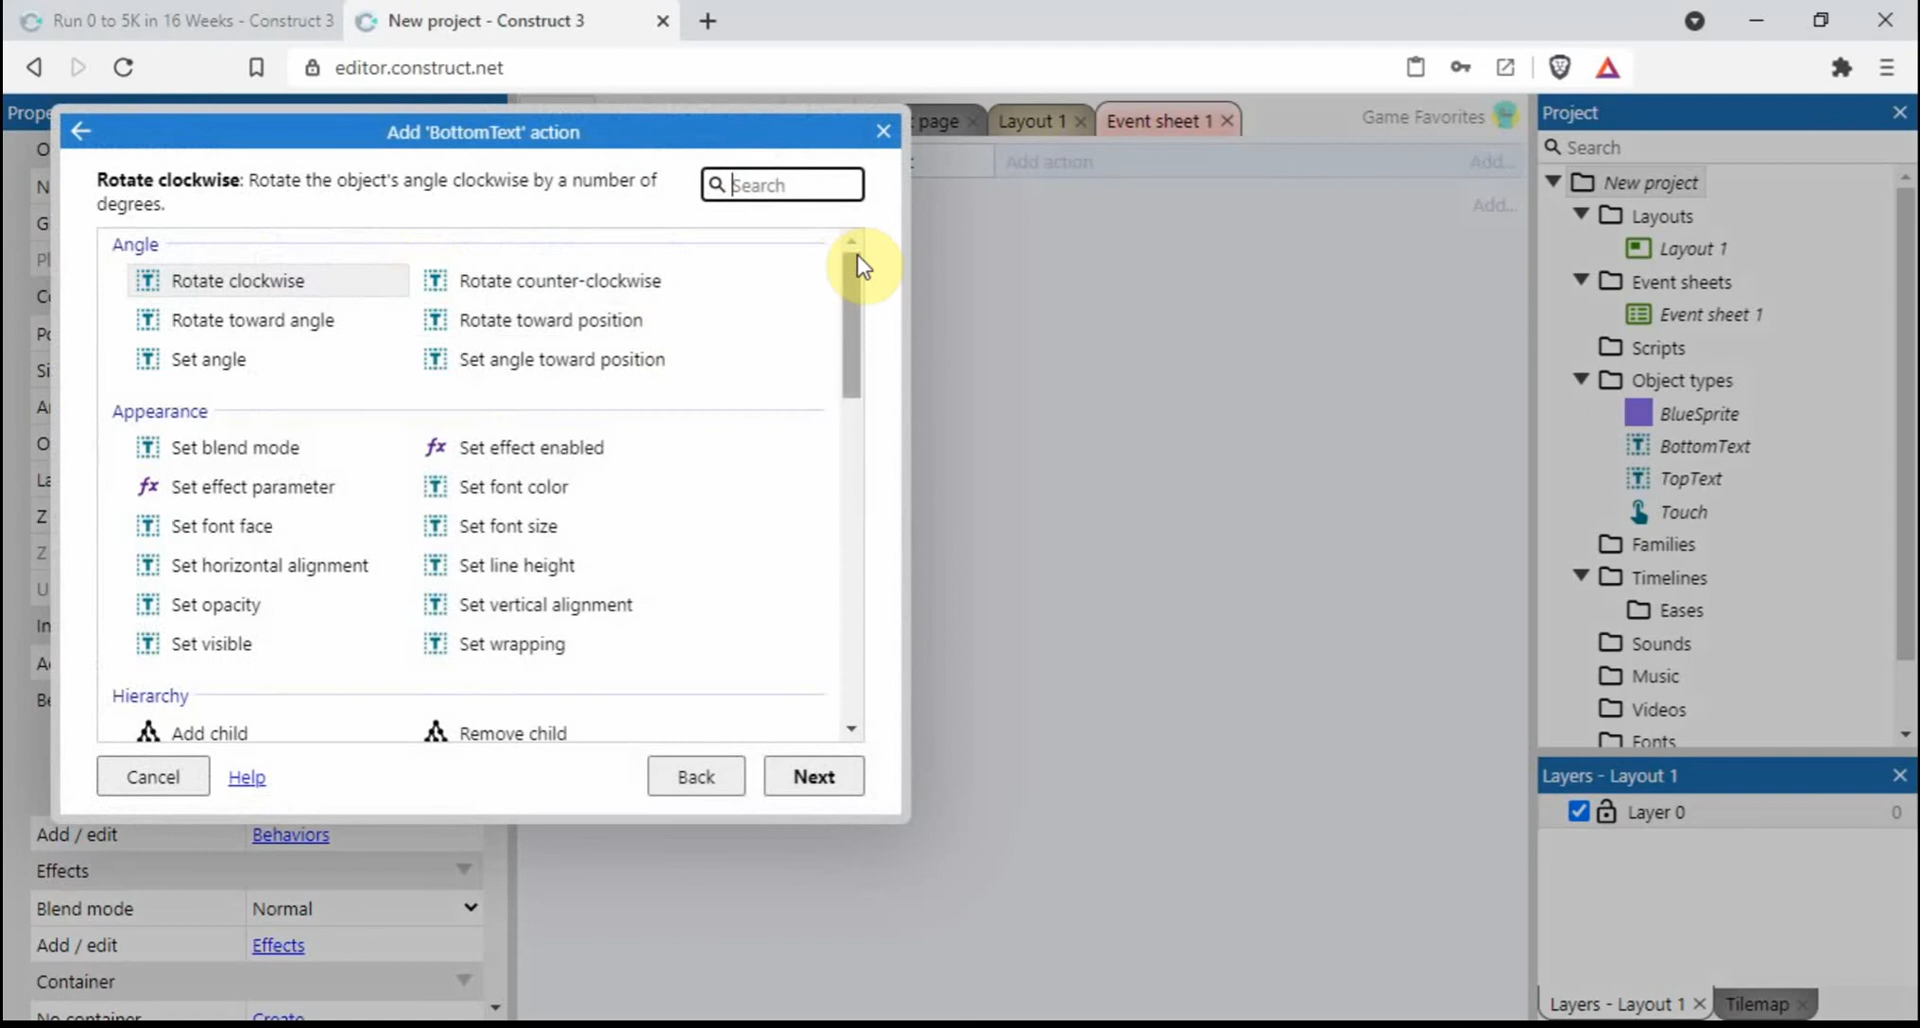 Run 0 to 5K in 16 Weeks - Construct 3
New project - Construct 3
editor.construct.net
Add 'BottomText' action
Rotate clockwise: Rotate the object's angle clockwise by a number of
degrees.
Search
Angle
Rotate clockwise
Rotate counter-clockwise
Rotate toward angle
Rotate toward position
Set angle
Set angle toward position
Appearance
Set blend mode
fx Set effect enabled
fx Set effect parameter
Set font color
Set font face
Set font size
Set horizontal alignment
Set line height
Set opacity
Set vertical alignment
Set visible
Set wrapping
Hierarchy
Add child
Remove child
Cancel
Help
Back
Next
Add / edit
Behaviors
Effects
Blend mode
Normal
Add / edit
Effects
Container
No container
Create
page
Layout 1
Event sheet 1
Game Favorites
Add action
Add...
Add...
Project
Search
New project
Layouts
Layout 1
Event sheets
Event sheet 1
Scripts
Object types
BlueSprite
BottomText
TopText
Touch
Families
Timelines
Eases
Sounds
Music
Videos
Fonts
Layers - Layout 1
Layer 0
0
Layers - Layout 1
Tilemap